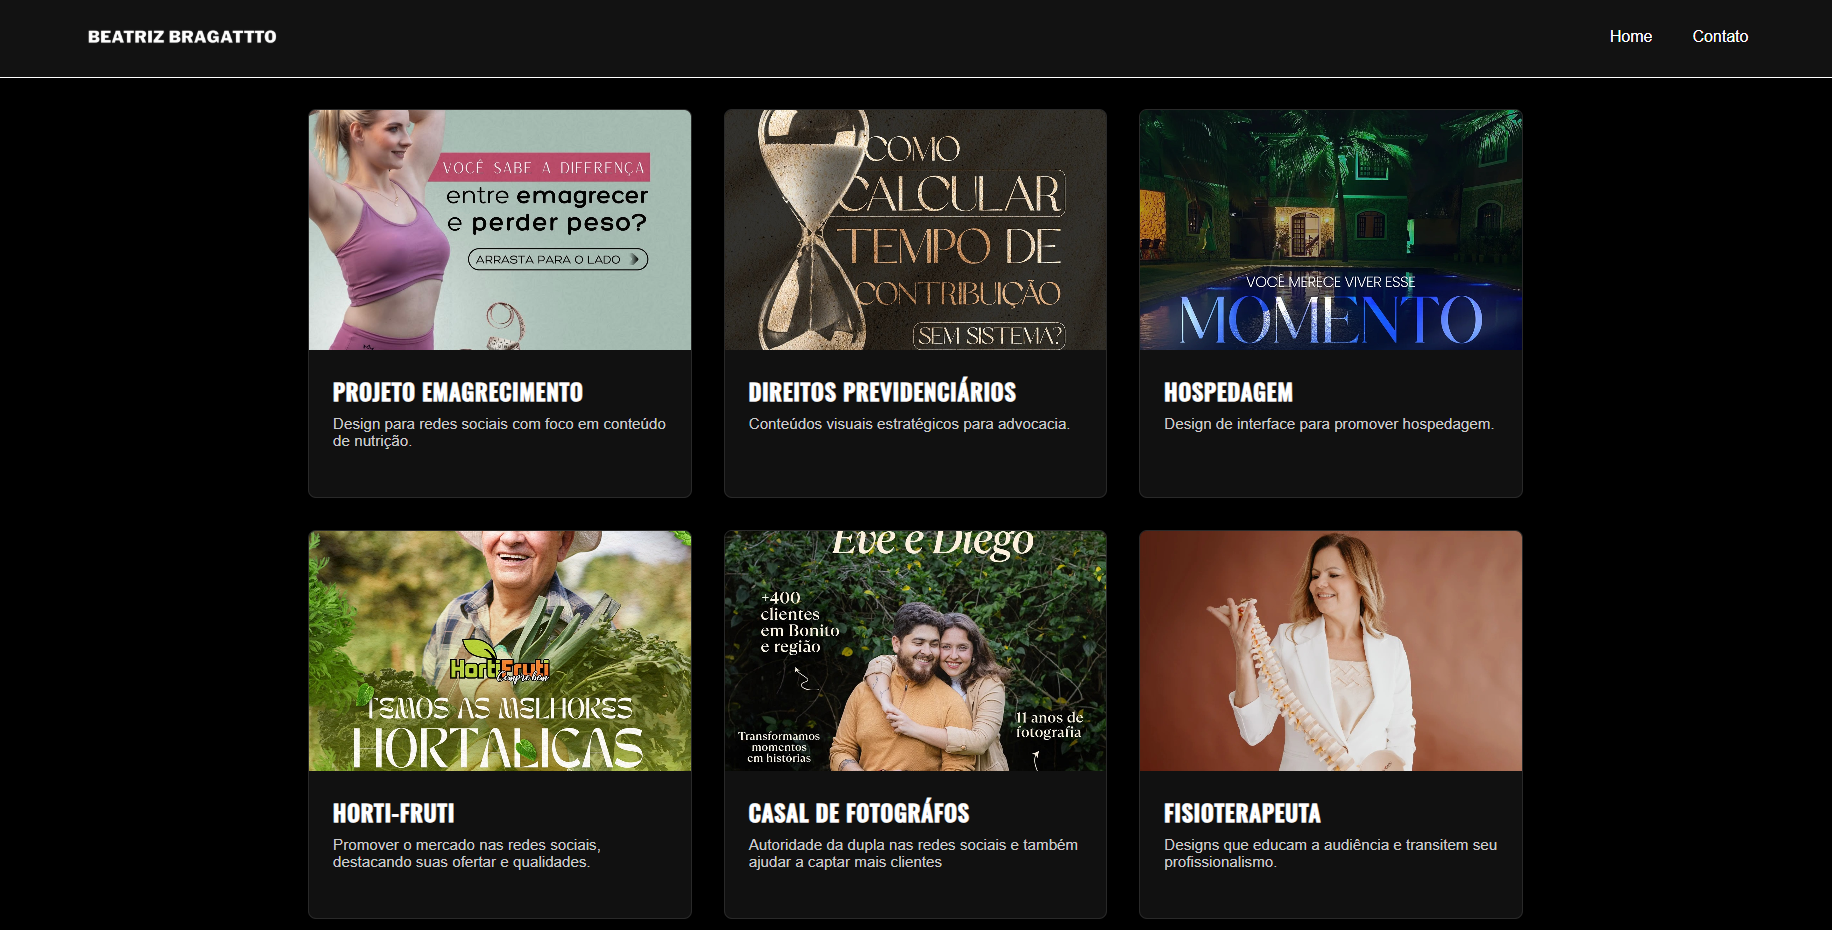 BEATRIZ BRAGATTTO
Home
Contato
VOCÊ SABE A DIFERENÇA
entre emagrecer
e perder peso?
ARRASTA PARA O LADO
COMO
CALCULAR
TEMPO DE
CONTRIBUIÇÃO
SEM SISTEMA?
VOCÊ MERECE VIVER ESSE
MOMENTO
PROJETO EMAGRECIMENTO
Design para redes sociais com foco em conteúdo
de nutrição.
DIREITOS PREVIDENCIÁRIOS
Conteúdos visuais estratégicos para advocacia.
HOSPEDAGEM
Design de interface para promover hospedagem.
HortiFruti
Comprebem
TEMOS AS MELHORES
HORTALIÇAS
Eve e Diego
+400
clientes
em Bonito
e região
11 anos de
fotografia
Transformamos
momentos
em histórias
HORTI-FRUTI
Promover o mercado nas redes sociais,
destacando suas ofertar e qualidades.
CASAL DE FOTOGRÁFOS
Autoridade da dupla nas redes sociais e também
ajudar a captar mais clientes
FISIOTERAPEUTA
Designs que educam a audiência e transitem seu
profissionalismo.